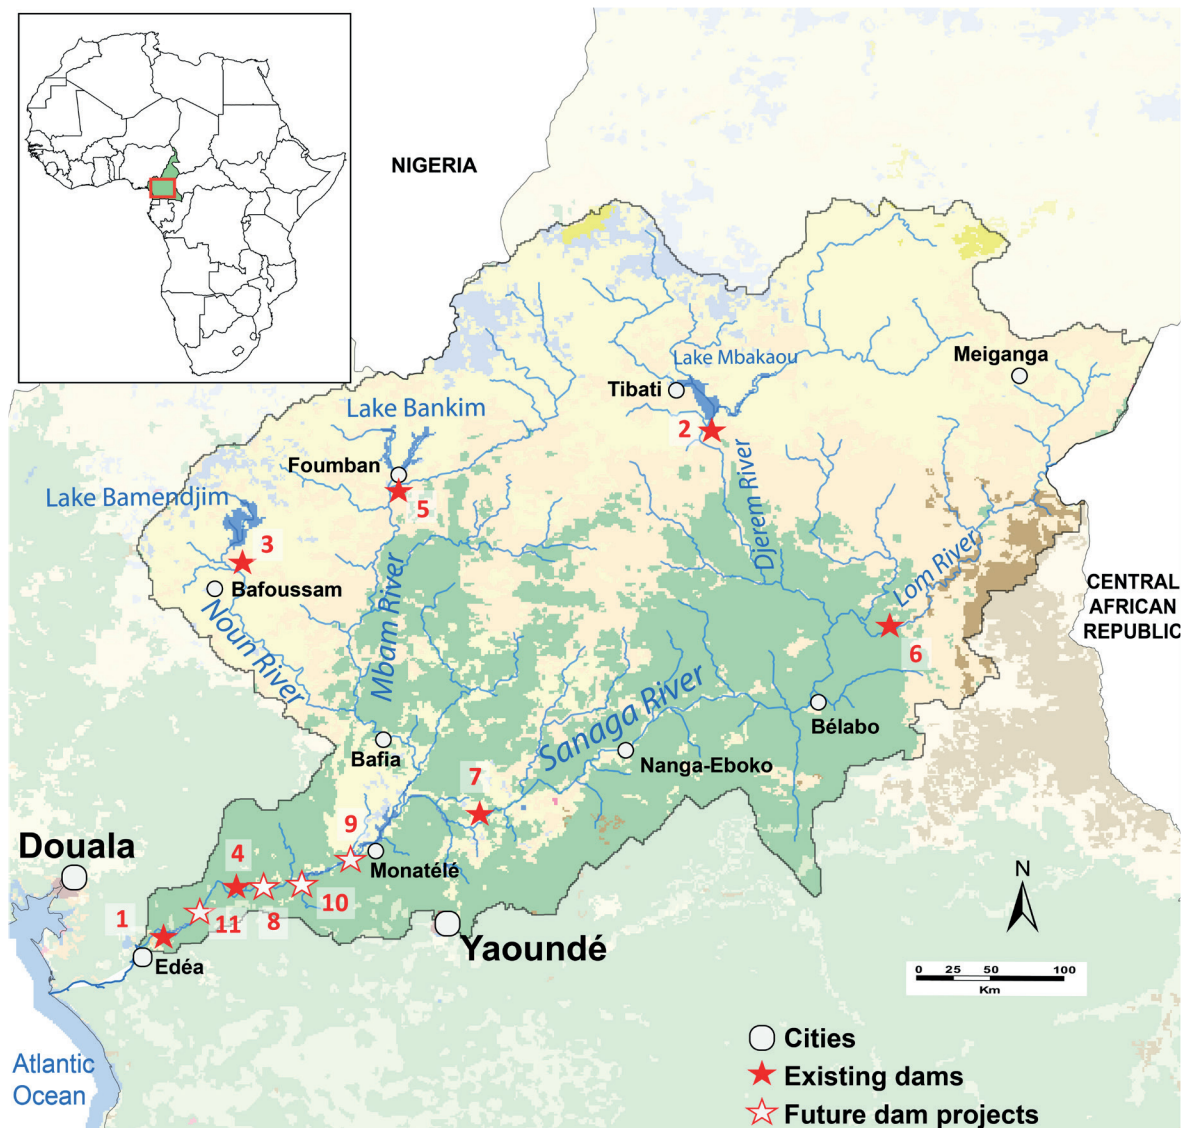 NIGERIA
Lake Mbakaou
Meiganga
Tibati
2
Lake Bankim
Foumban
5
Lake Bamendjim
3
Bafoussam
Djerem River
Lom River
CENTRAL
AFRICAN
REPUBLIC
6
Noun River
Mbam River
Sanaga River
Bélabo
Bafia
Nanga-Eboko
7
9
Monatélé
Douala
4
10
8
11
1
Yaoundé
Edéa
N
0 25 50 100
Km
Atlantic
Ocean
Cities
Existing dams
Future dam projects